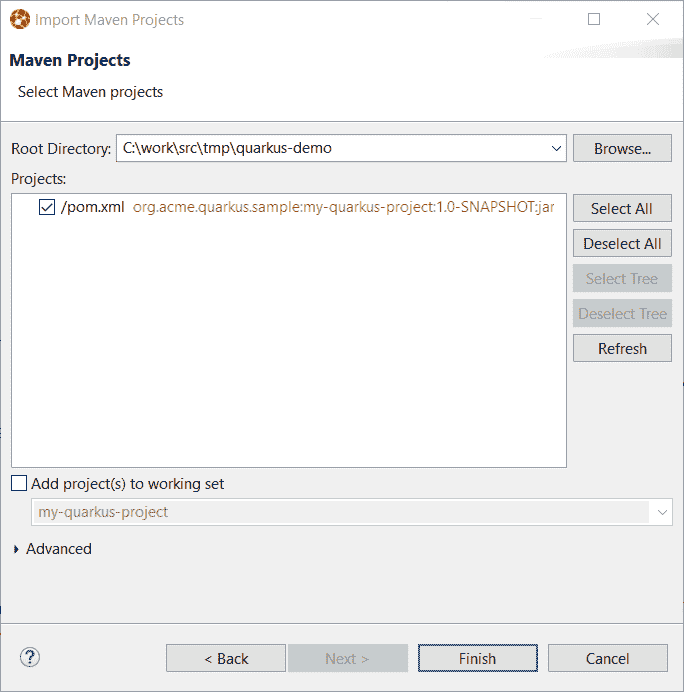 Import Maven Projects
Maven Projects
Select Maven projects
Root Directory: C:\work\src\tmp\quarkus-demo Browse...
Projects:
/pom.xml org.acme.quarkus.sample:my-quarkus-project:1.0-SNAPSHOT:jar
Select All
Deselect All
Select Tree
Deselect Tree
Refresh
Add project(s) to working set
my-quarkus-project
Advanced
? < Back Next > Finish Cancel